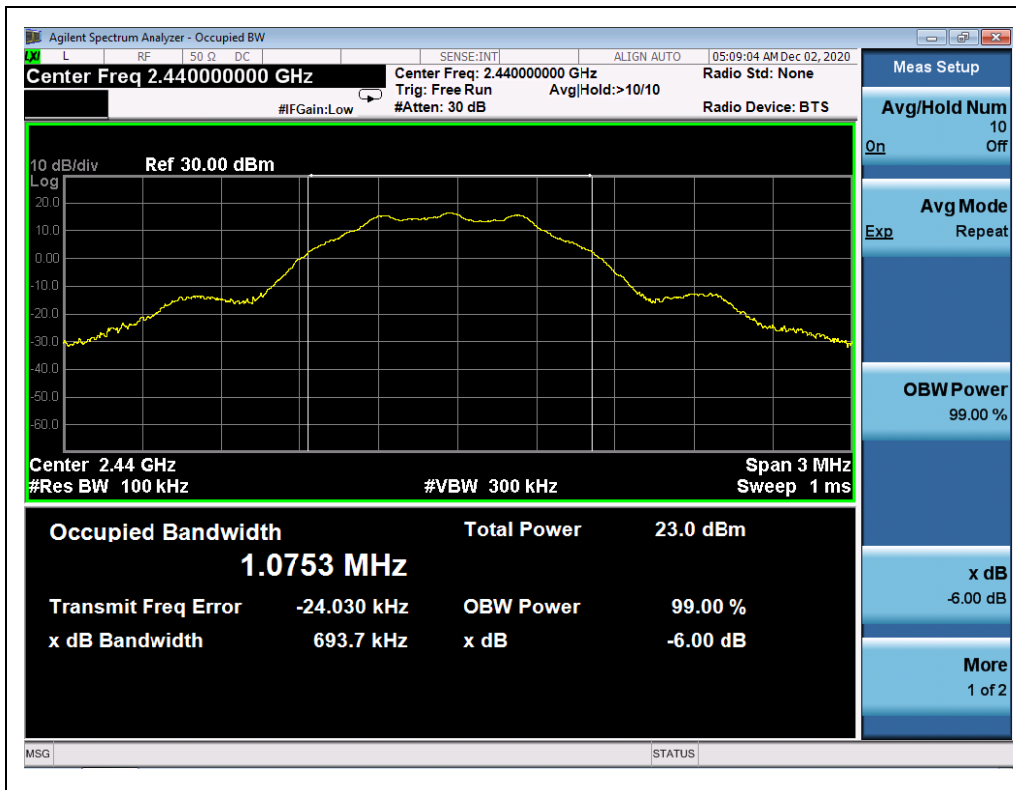 Agilent Spectrum Analyzer - Occupied BW
LXI L RF 50 Ω DC SENSE:INT ALIGN AUTO 05:09:04 AM Dec 02, 2020
Center Freq 2.440000000 GHz
Center Freq: 2.440000000 GHz Radio Std: None
Trig: Free Run Avg|Hold:>10/10
#IFGain:Low #Atten: 30 dB Radio Device: BTS
10 dB/div Ref 30.00 dBm
Log
20.0
10.0
0.00
-10.0
-20.0
-30.0
-40.0
-50.0
-60.0
Center 2.44 GHz Span 3 MHz
#Res BW 100 kHz #VBW 300 kHz Sweep 1 ms
Occupied Bandwidth Total Power 23.0 dBm
1.0753 MHz
Transmit Freq Error -24.030 kHz OBW Power 99.00 %
x dB Bandwidth 693.7 kHz x dB -6.00 dB
Meas Setup
Avg/Hold Num
10
On Off
Avg Mode
Exp Repeat
OBW Power
99.00 %
x dB
-6.00 dB
More
1 of 2
MSG STATUS